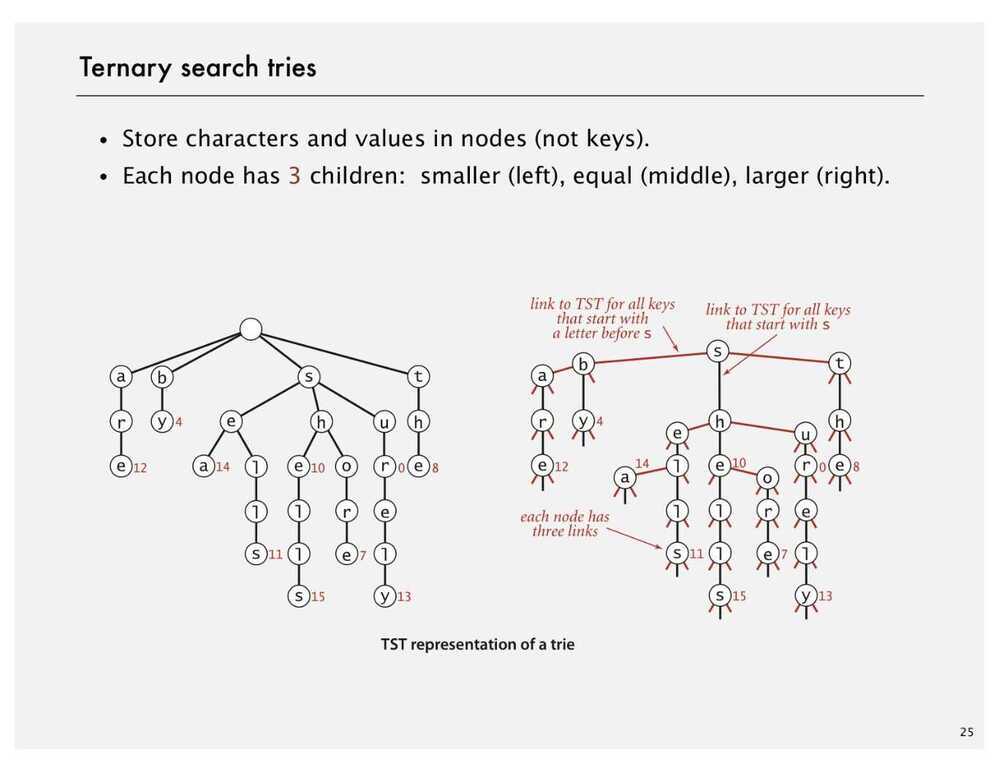 Ternary search tries
• Store characters and values in nodes (not keys).
• Each node has 3 children: smaller (left), equal (middle), larger (right).
a b s t
r y 4 e h u h
e 12 a 14 l e 10 o r 0 e 8
l l r e
s 11 l e 7 l
s 15 y 13
link to TST for all keys
that start with
a letter before s
link to TST for all keys
that start with s
s
b t
a
r y 4 e h u h
e 12 a 14 l e 10 o r 0 e 8
l l r e
each node has
three links
s 11 l e 7 l
s 15 y 13
TST representation of a trie
25